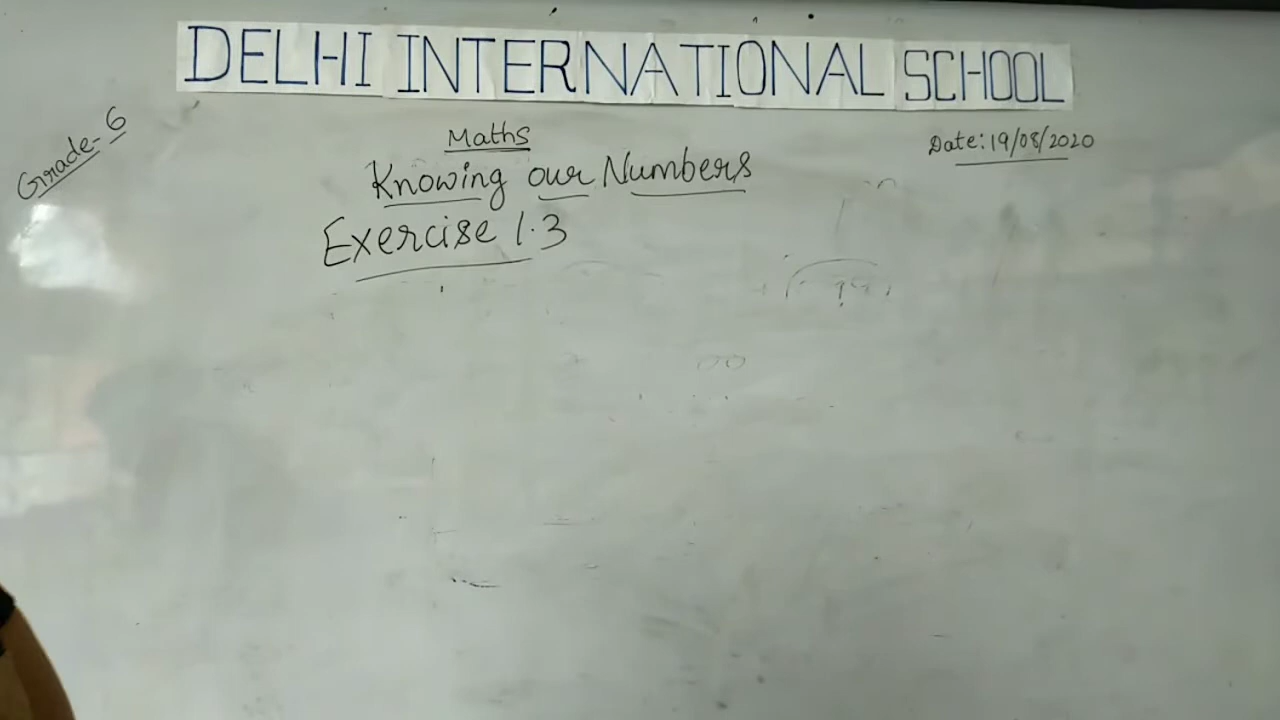 DELHI INTERNATIONAL SCHOOL
Grade-6
Maths
Date: 19/08/2020
Knowing our Numbers
Exercise 1.3